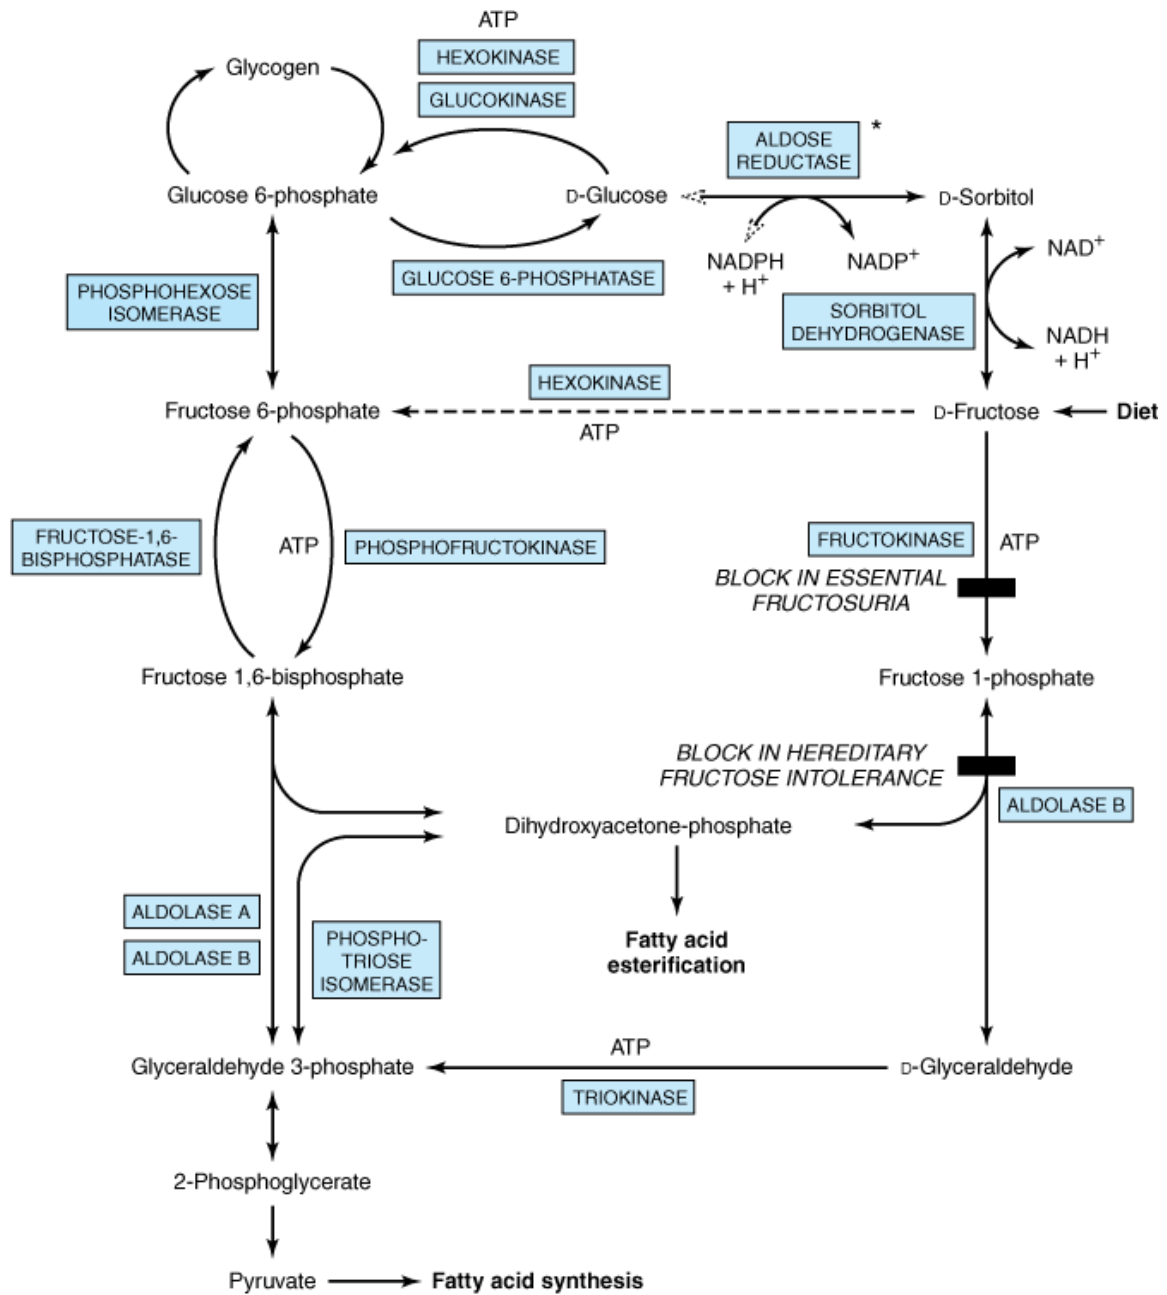 ATP
HEXOKINASE
Glycogen
GLUCOKINASE
ALDOSE
REDUCTASE
*
Glucose 6-phosphate
D-Glucose
D-Sorbitol
NADPH
+ H+
NADP+
NAD+
GLUCOSE 6-PHOSPHATASE
PHOSPHOHEXOSE
ISOMERASE
SORBITOL
DEHYDROGENASE
NADH
+ H+
HEXOKINASE
Fructose 6-phosphate
ATP
D-Fructose
Diet
FRUCTOSE-1,6-
BISPHOSPHATASE
ATP
PHOSPHOFRUCTOKINASE
FRUCTOKINASE
ATP
BLOCK IN ESSENTIAL
FRUCTOSURIA
Fructose 1,6-bisphosphate
Fructose 1-phosphate
BLOCK IN HEREDITARY
FRUCTOSE INTOLERANCE
ALDOLASE B
Dihydroxyacetone-phosphate
ALDOLASE A
ALDOLASE B
PHOSPHO-
TRIOSE
ISOMERASE
Fatty acid
esterification
Glyceraldehyde 3-phosphate
ATP
TRIOKINASE
D-Glyceraldehyde
2-Phosphoglycerate
Pyruvate
Fatty acid synthesis